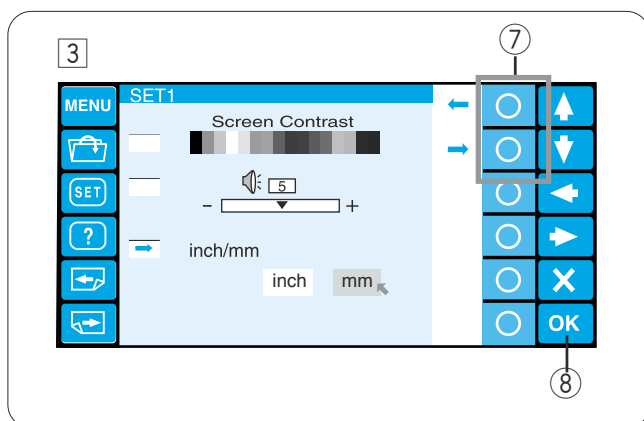 ⑦
3
MENU
SET1
Screen Contrast
SET
5
- +
?
inch/mm
inch mm
OK
⑧